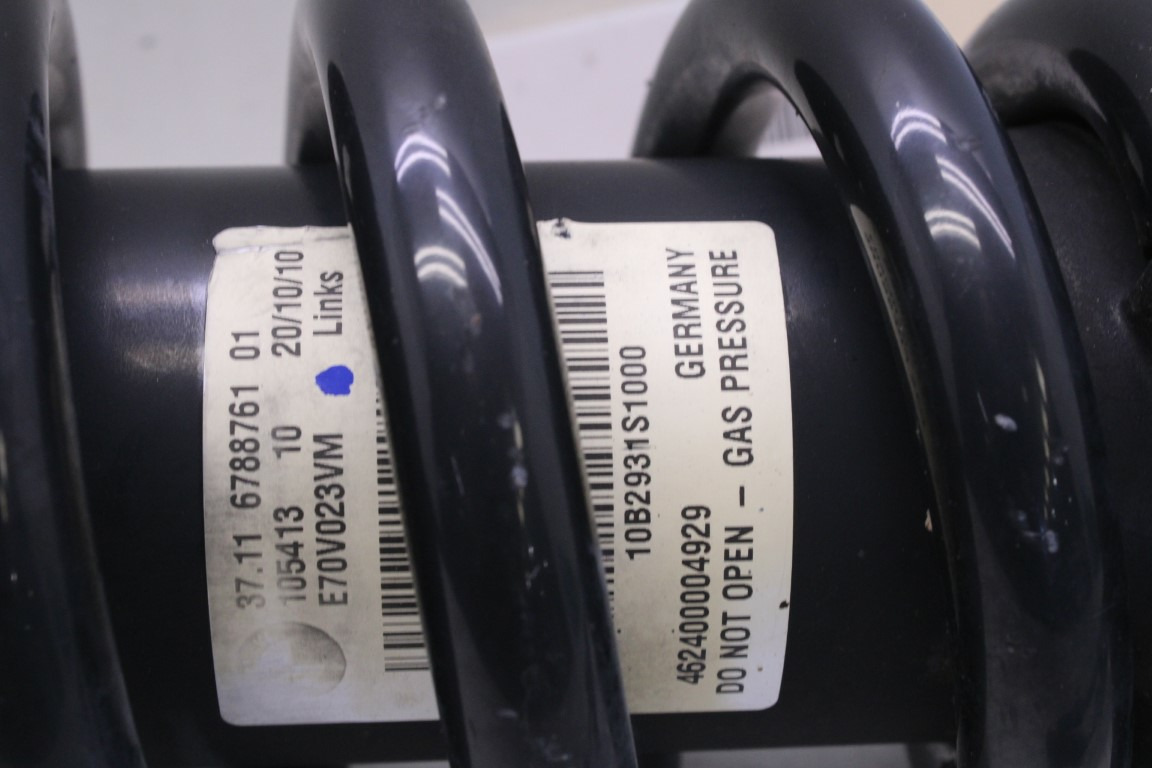 37.11 6788761 01
105413 10 20/10/10
E70V023VM Links
10B2931S1000
462400004929 GERMANY
DO NOT OPEN – GAS PRESSURE